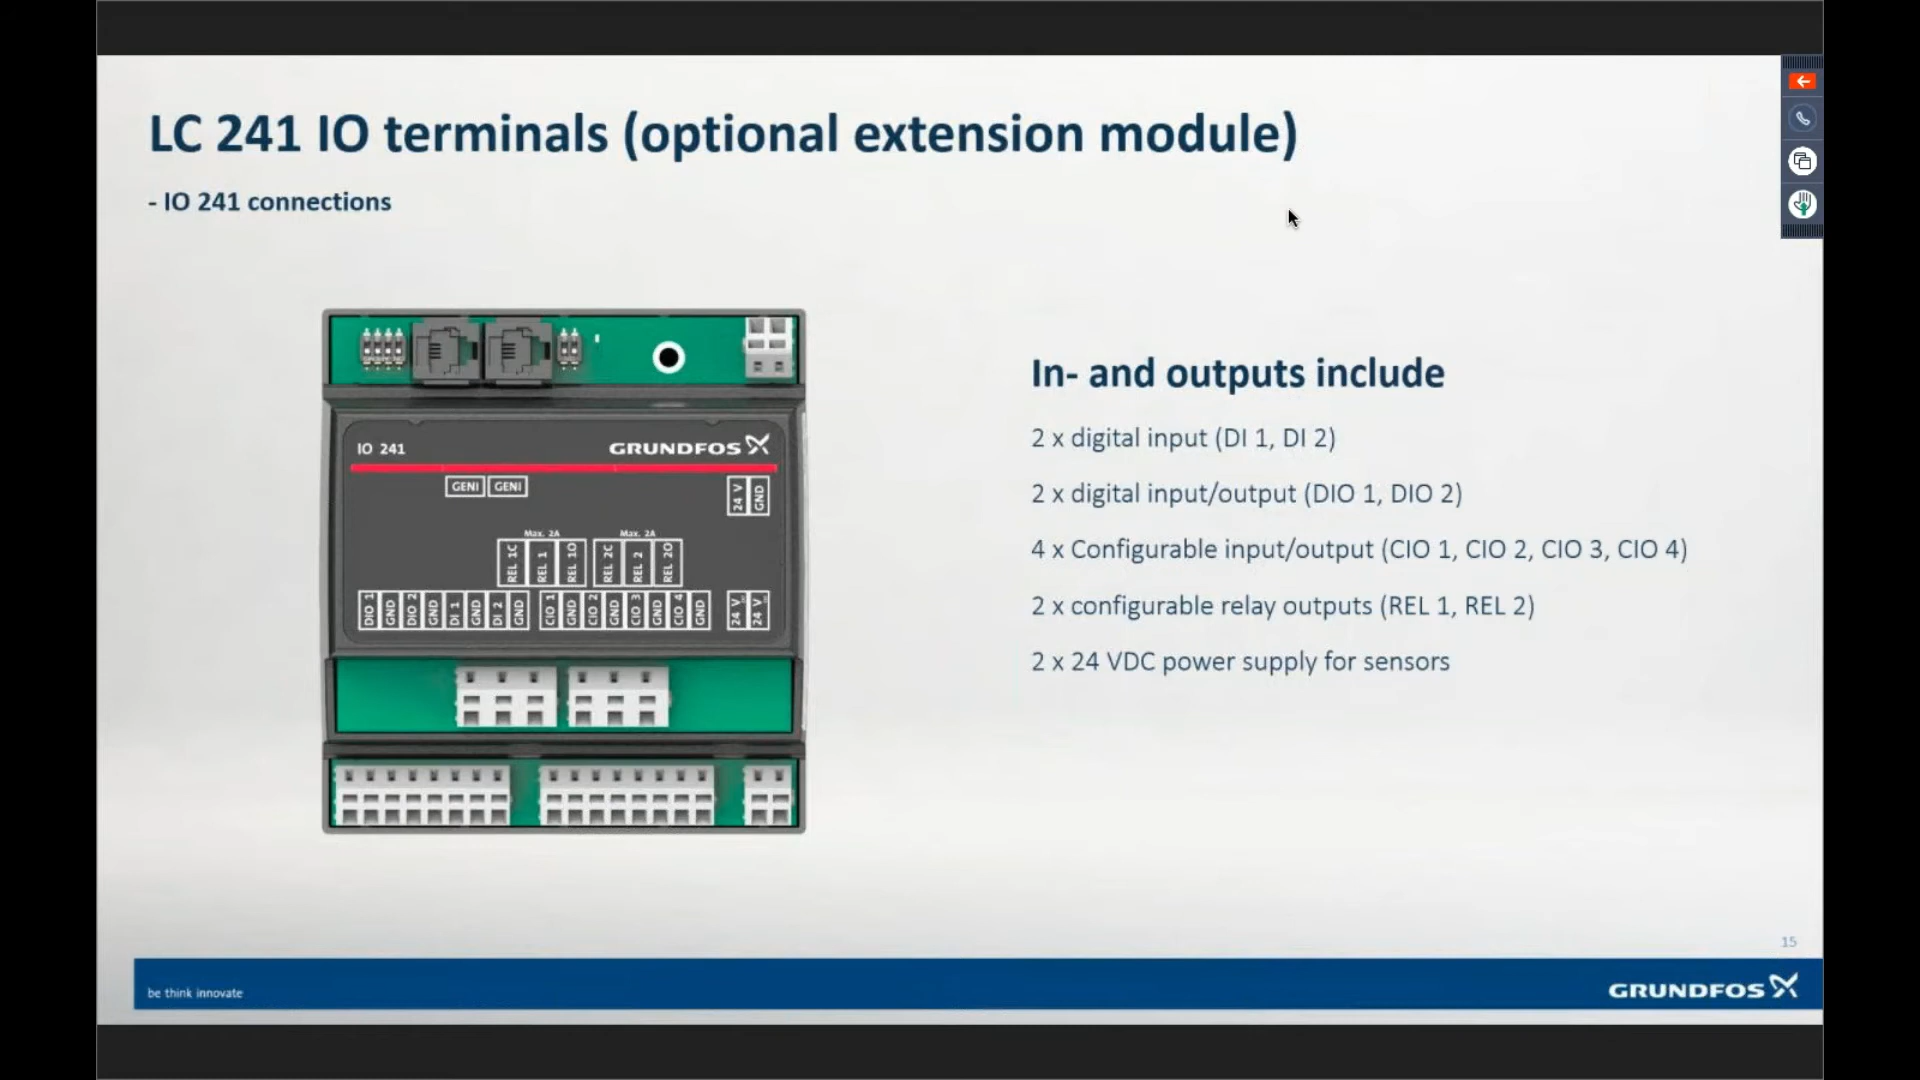 LC 241 IO terminals (optional extension module)
- IO 241 connections
In- and outputs include
2 x digital input (DI 1, DI 2)
2 x digital input/output (DIO 1, DIO 2)
4 x Configurable input/output (CIO 1, CIO 2, CIO 3, CIO 4)
2 x configurable relay outputs (REL 1, REL 2)
2 x 24 VDC power supply for sensors
IO 241
GRUNDFOS
GENI GENI
24 V GND
Max. 2A Max. 2A
REL 1C REL 1 REL 1O REL 2C REL 2 REL 2O
DIO 1 GND DIO 2 GND DI 1 GND DI 2 GND CIO 1 GND CIO 2 GND CIO 3 GND CIO 4 GND 24 V 24 V
15
be think innovate
GRUNDFOS